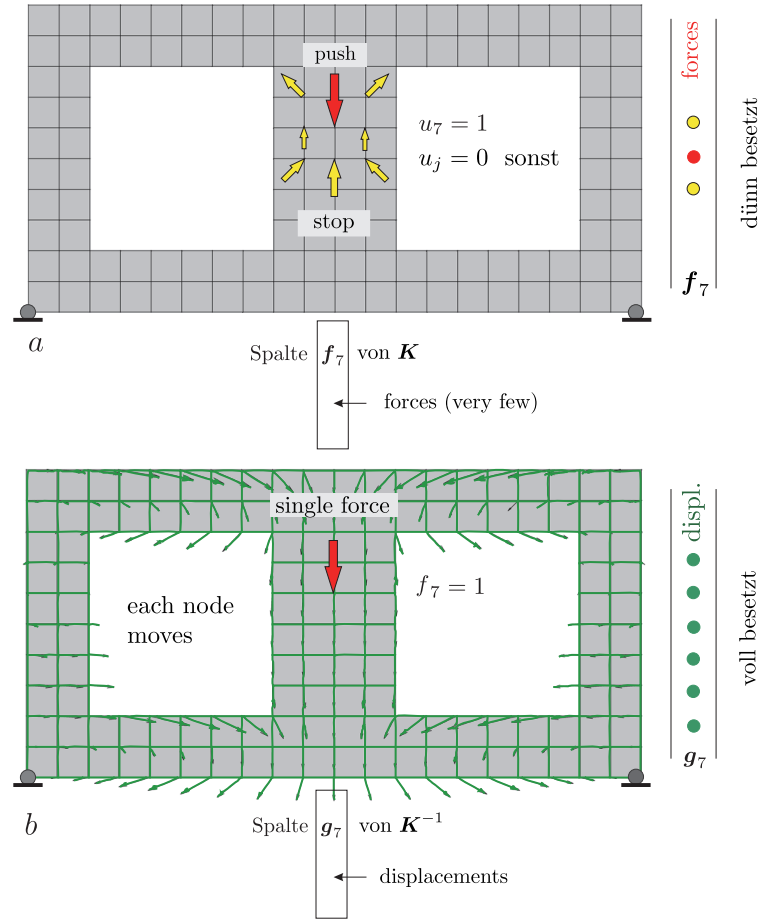 push
forces
u₇ = 1
uⱼ = 0 sonst
stop
dünn besetzt
f₇
a
Spalte f₇ von K
forces (very few)
single force
displ.
f₇ = 1
each node
moves
voll besetzt
g₇
b
Spalte g₇ von K⁻¹
displacements